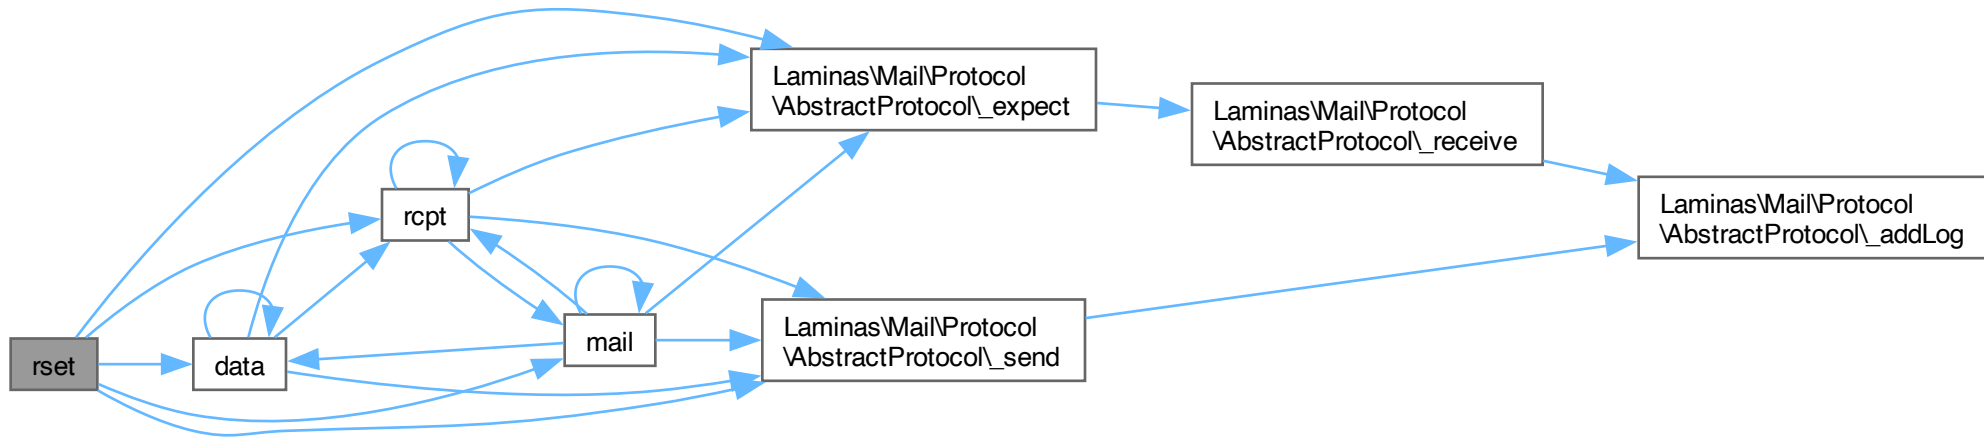 rset
data
rcpt
mail
Laminas\Mail\Protocol
\AbstractProtocol\_expect
Laminas\Mail\Protocol
\AbstractProtocol\_send
Laminas\Mail\Protocol
\AbstractProtocol\_receive
Laminas\Mail\Protocol
\AbstractProtocol\_addLog